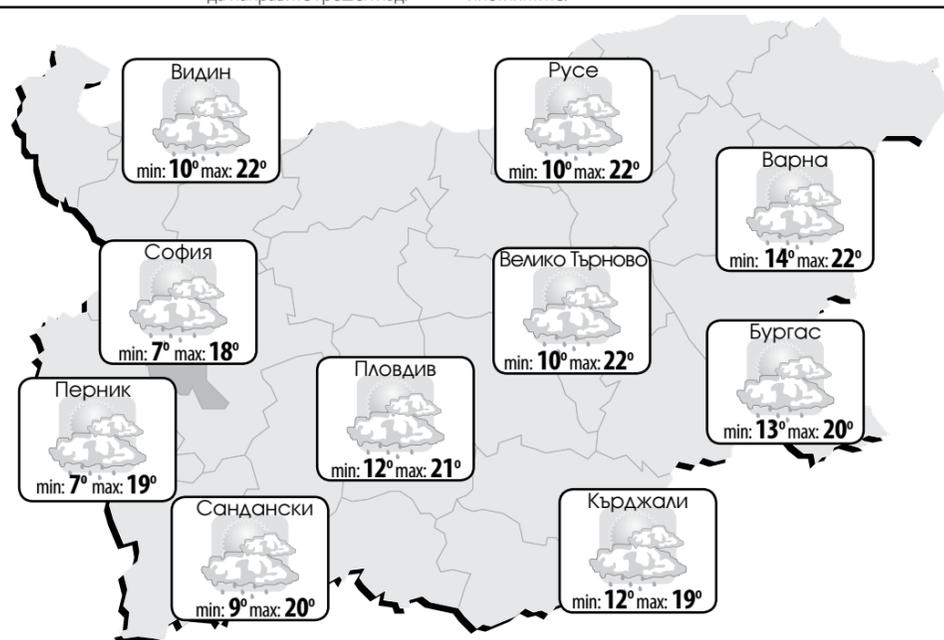 Видин
min: 10° max: 22°
Русе
min: 10° max: 22°
Варна
min: 14° max: 22°
София
min: 7° max: 18°
Велико Търново
min: 10° max: 22°
Бургас
min: 13° max: 20°
Пловдив
min: 12° max: 21°
Перник
min: 7° max: 19°
Сандански
min: 9° max: 20°
Кърджали
min: 12° max: 19°